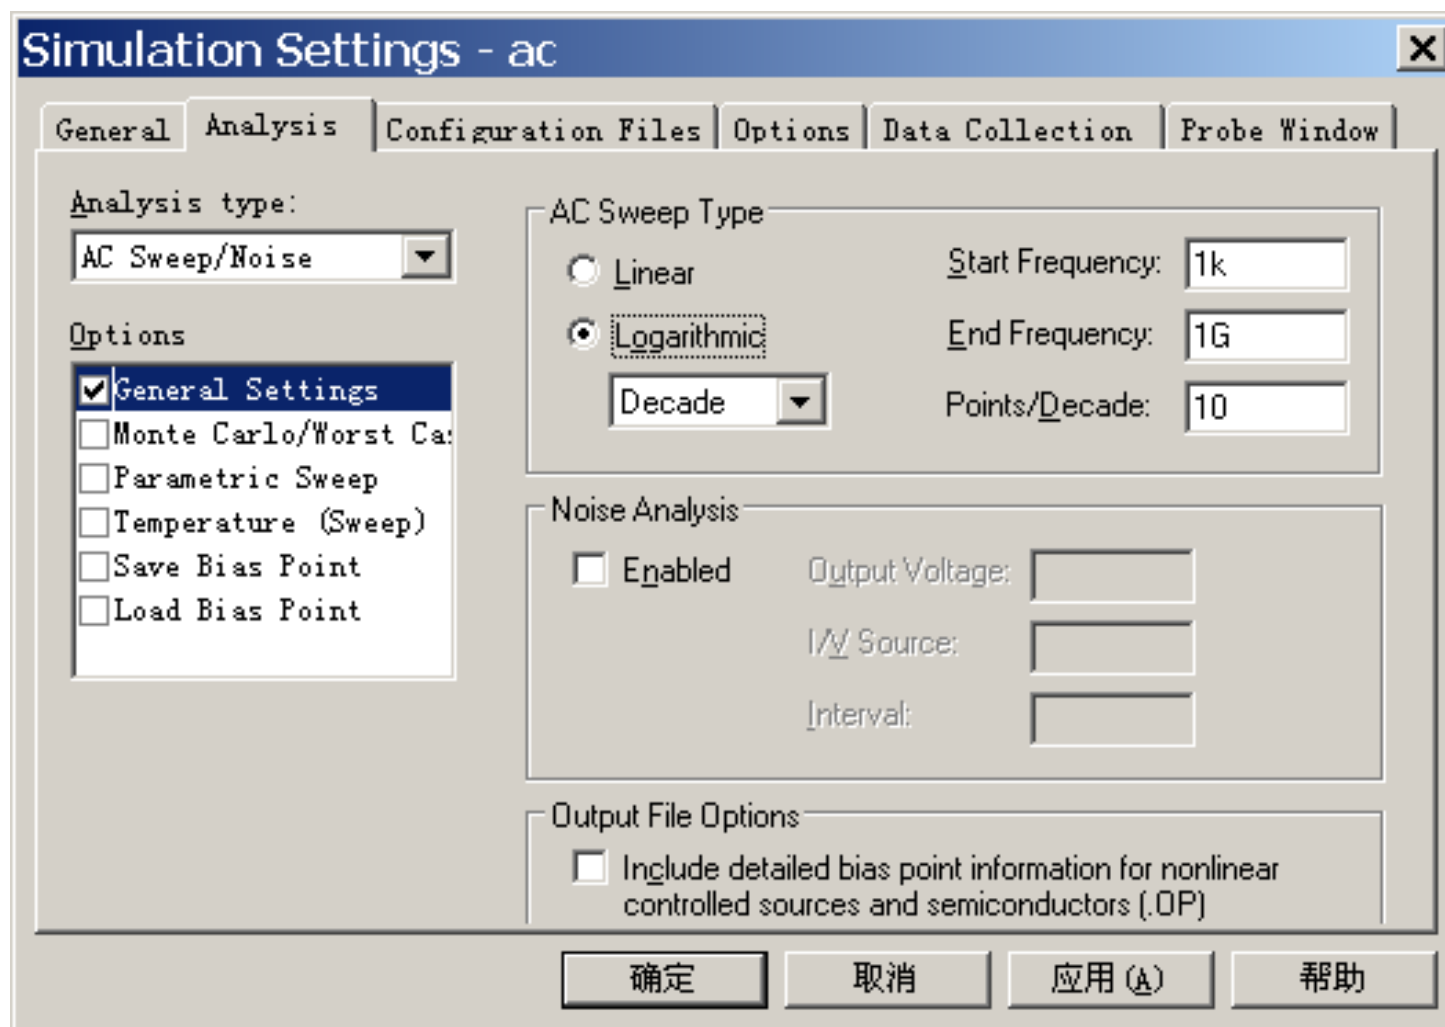 Simulation Settings - ac
General Analysis Configuration Files Options Data Collection Probe Window
Analysis type:
AC Sweep/Noise
Options
General Settings
Monte Carlo/Worst Ca
Parametric Sweep
Temperature (Sweep)
Save Bias Point
Load Bias Point
AC Sweep Type
Linear
Logarithmic
Decade
Start Frequency: 1k
End Frequency: 1G
Points/Decade: 10
Noise Analysis
Enabled
Output Voltage:
I/V Source:
Interval:
Output File Options
Include detailed bias point information for nonlinear
controlled sources and semiconductors (.OP)
确定 取消 应用(A) 帮助